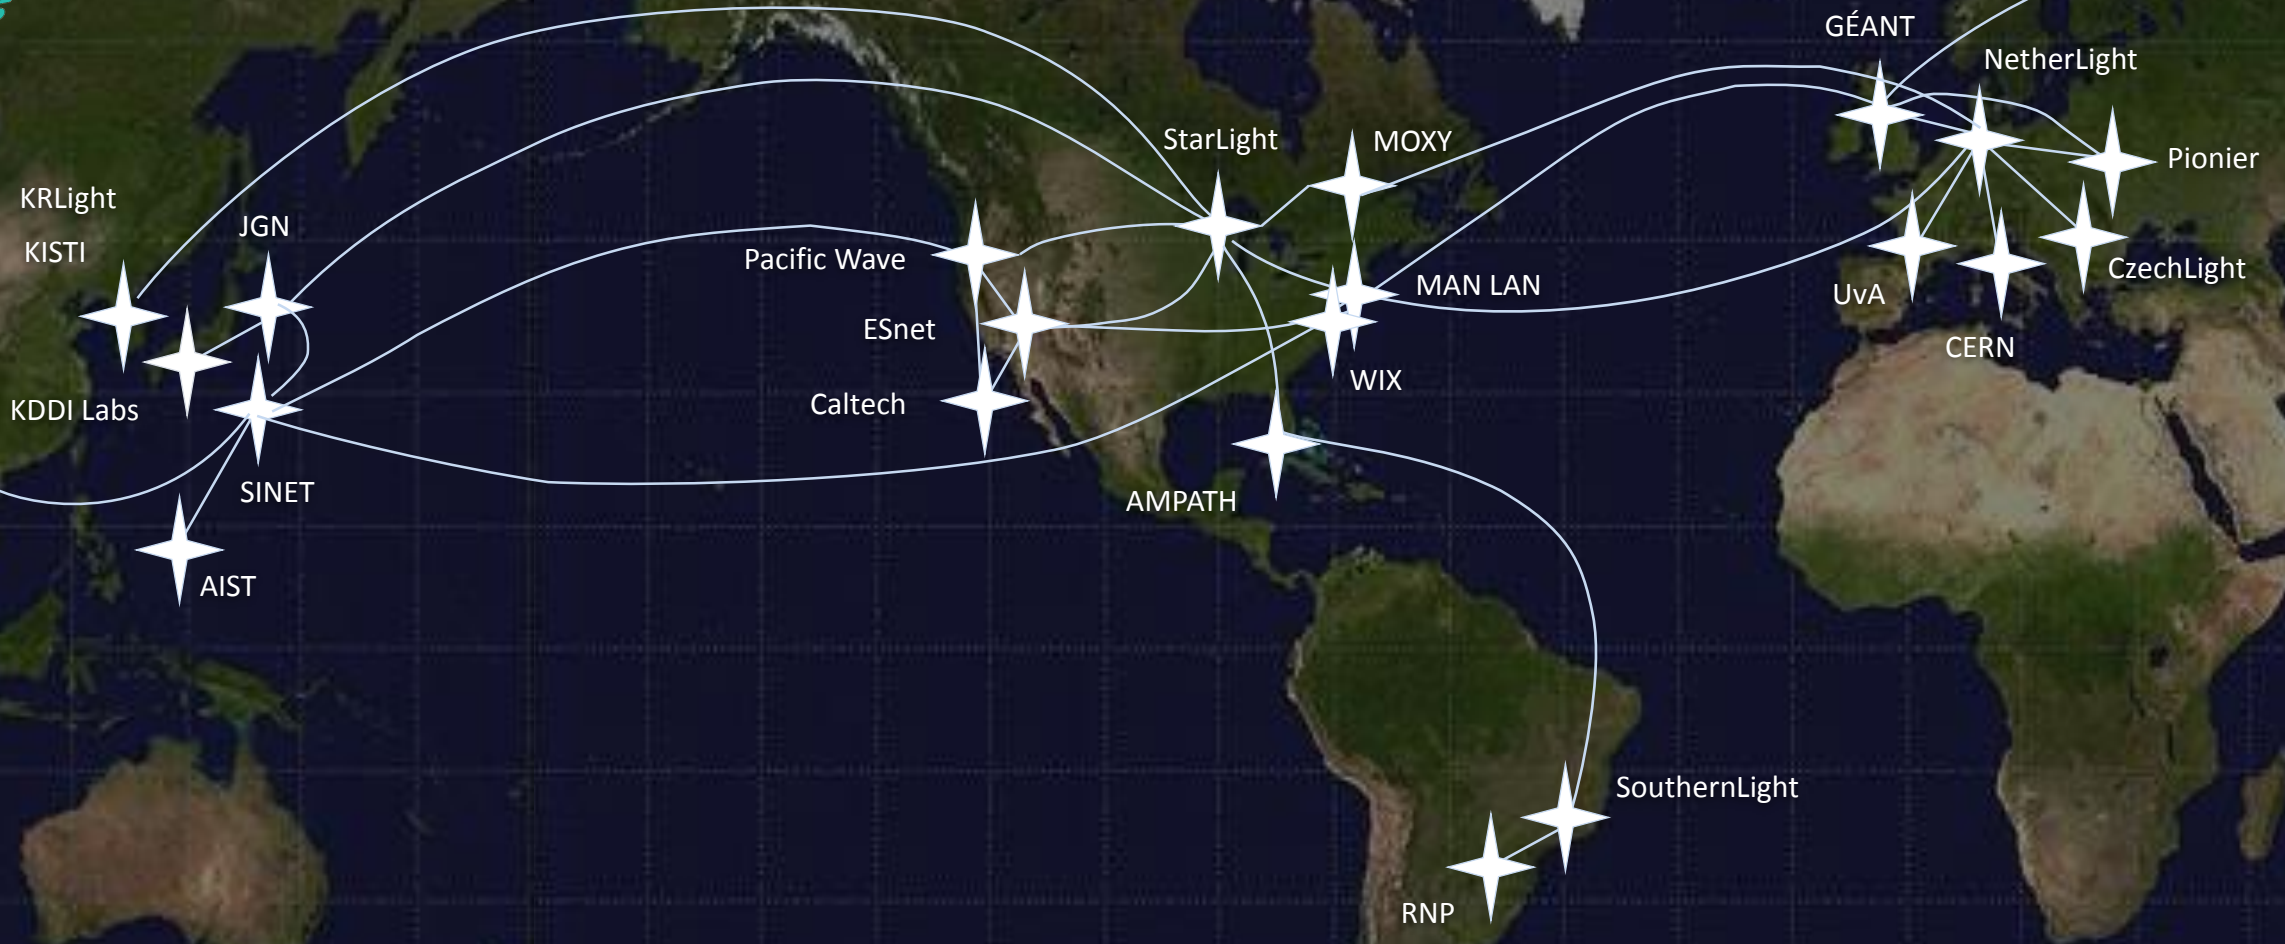 GÉANT
NetherLight
StarLight
MOXY
Pionier
KRLight
JGN
KISTI
Pacific Wave
CzechLight
MAN LAN
UvA
ESnet
CERN
WIX
Caltech
KDDI Labs
SINET
AMPATH
AIST
SouthernLight
RNP